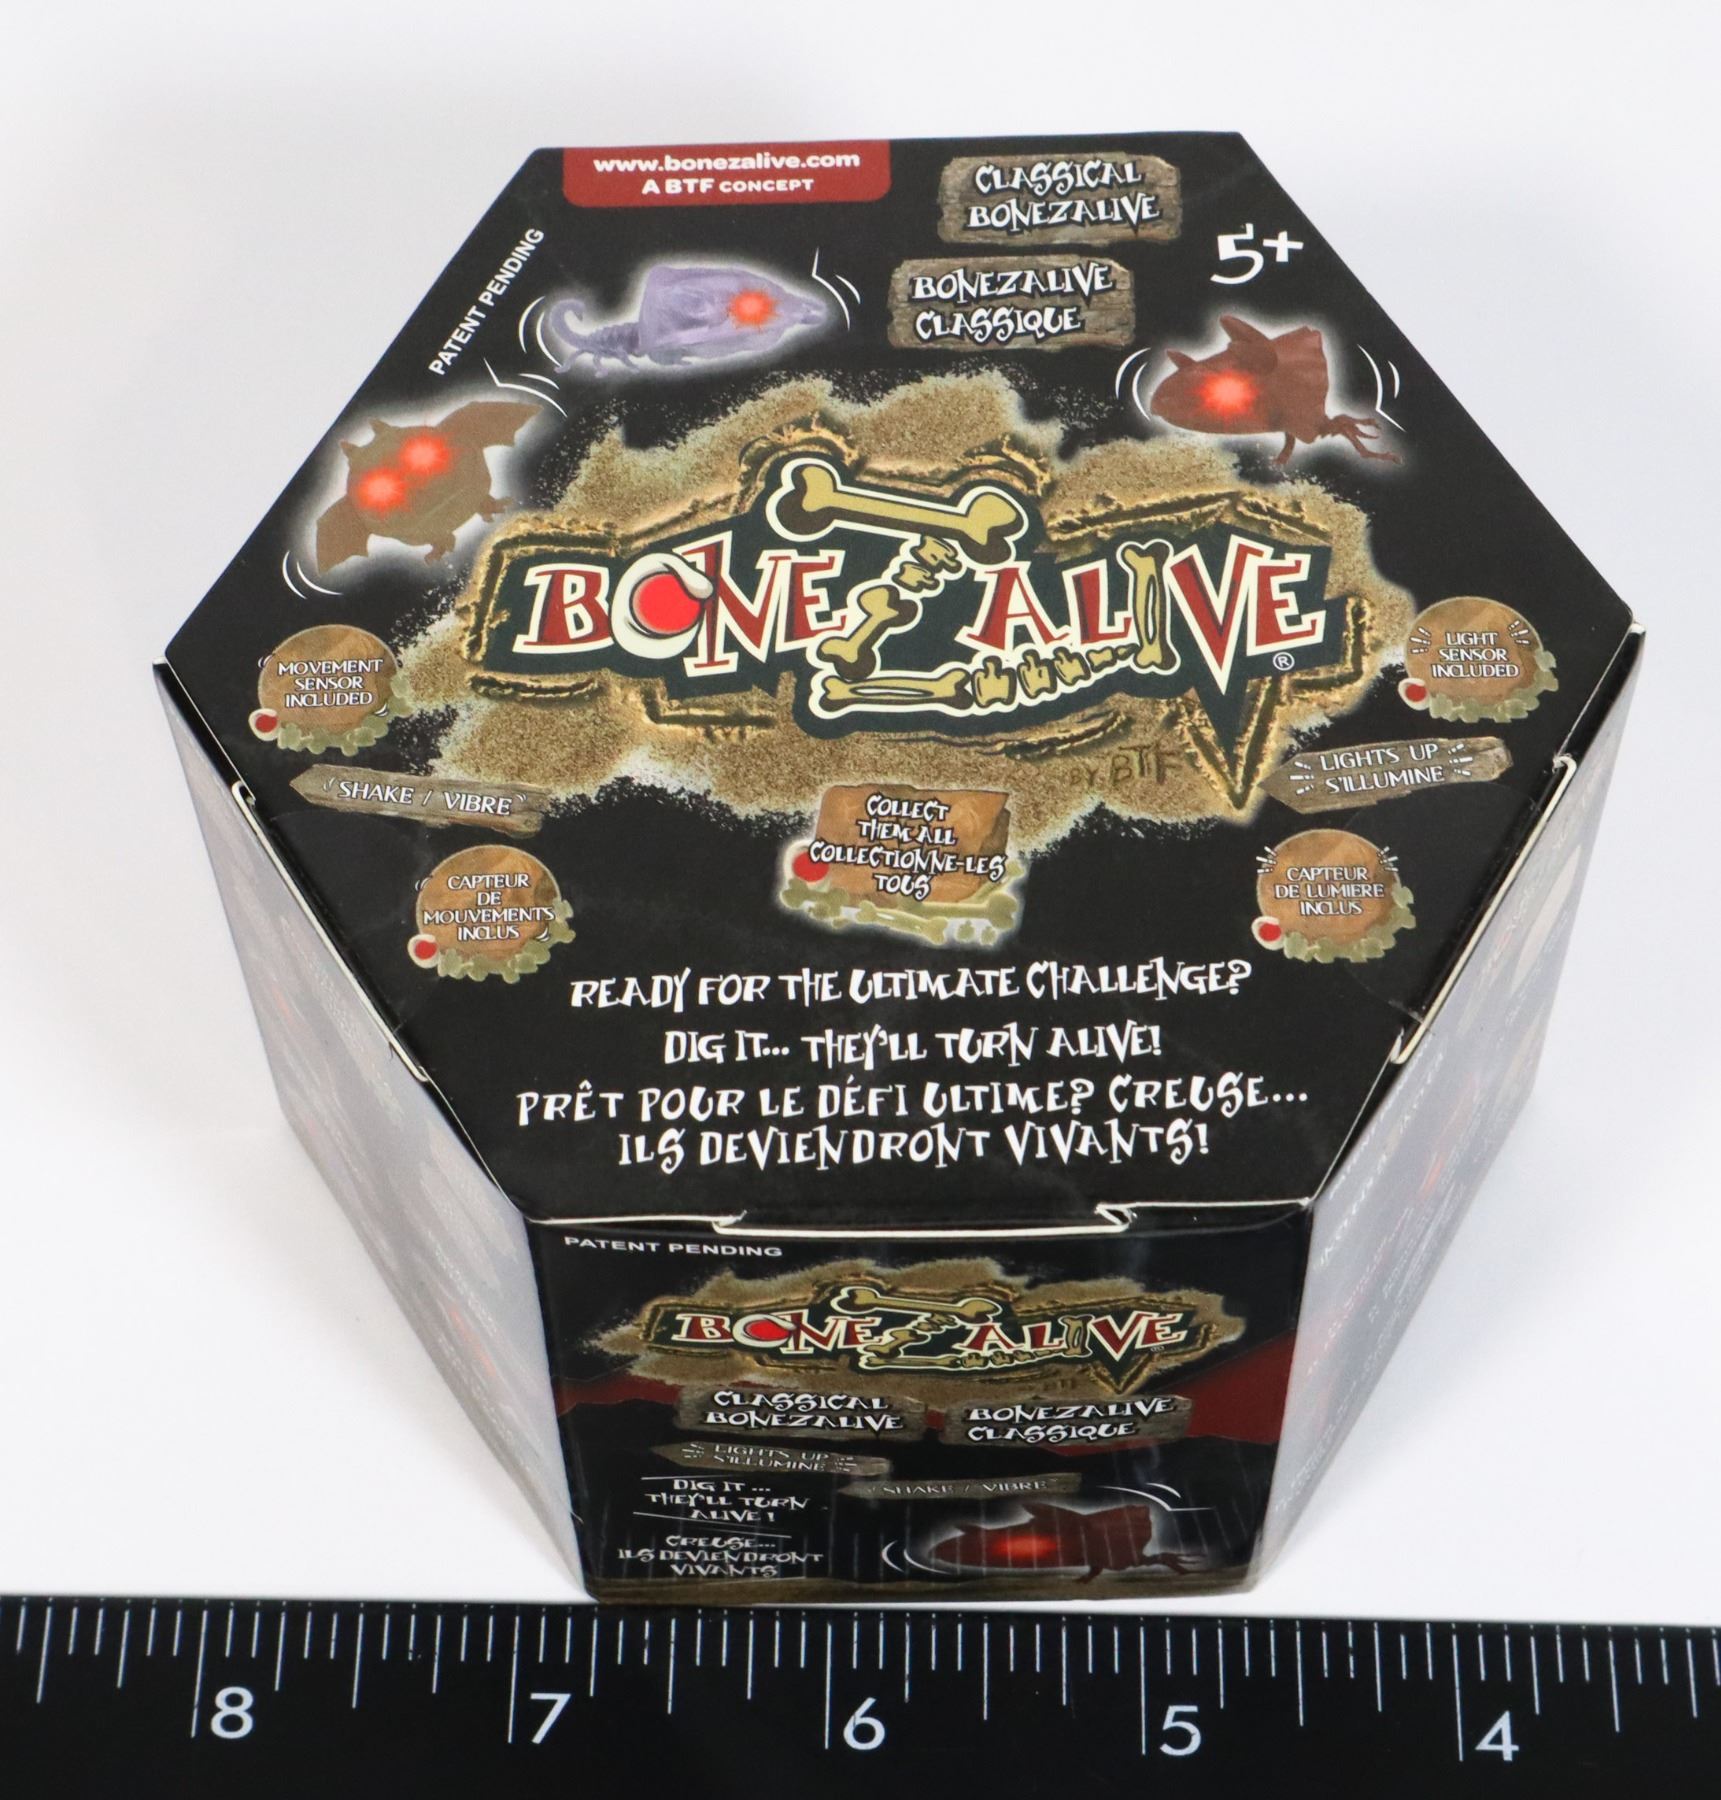 www.bonezalive.com
A BTF CONCEPT
CLASSICAL
BONEZALIVE
5+
PATENT PENDING
BONEZALIVE
CLASSIQUE
BONEZALIVE®
BY BTF
MOVEMENT
SENSOR
INCLUDED
LIGHT
SENSOR
INCLUDED
SHAKE / VIBRE
LIGHTS UP
S'ILLUMINE
COLLECT
THEM ALL
COLLECTIONNE-LES
TOUS
CAPTEUR
DE
MOUVEMENTS
INCLUS
CAPTEUR
DE LUMIERE
INCLUS
READY FOR THE ULTIMATE CHALLENGE?
DIG IT... THEY'LL TURN ALIVE!
PRÊT POUR LE DÉFI ULTIME? CREUSE...
ILS DEVIENDRONT VIVANTS!
PATENT PENDING
BONEZALIVE
CLASSICAL
BONEZALIVE
BONEZALIVE
CLASSIQUE
LIGHTS UP
S'ILLUMINE
SHAKE / VIBRE
DIG IT ...
THEY'LL TURN
ALIVE !
CREUSE...
ILS DEVIENDRONT
VIVANTS
8 7 6 5 4